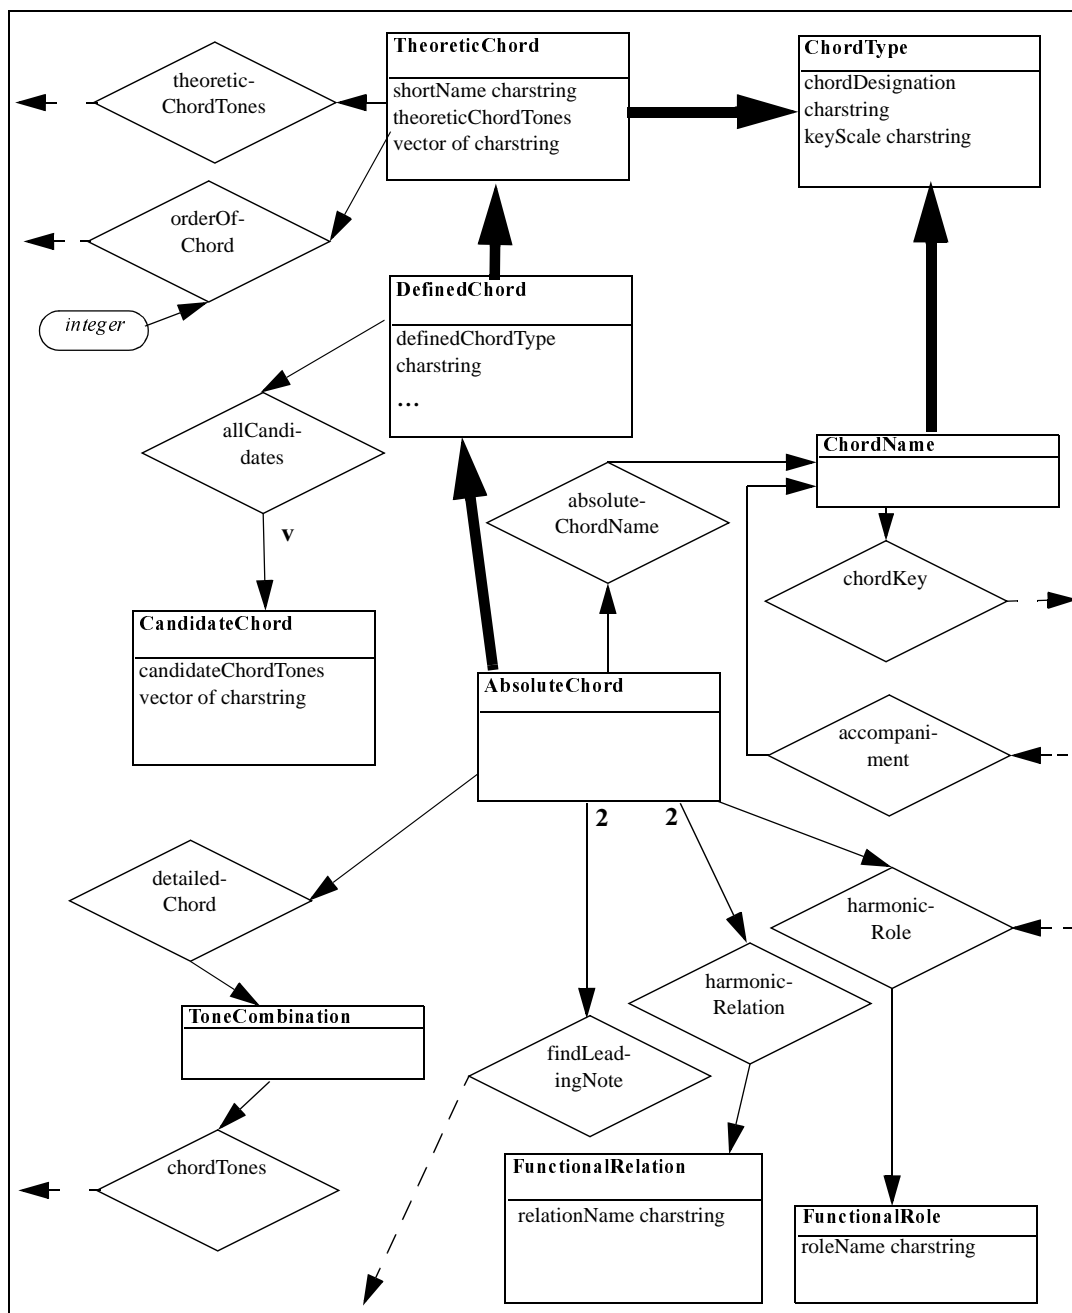 TheoreticChord
shortName charstring
theoreticChordTones
vector of charstring
ChordType
chordDesignation
charstring
keyScale charstring
theoretic-
ChordTones
orderOf-
Chord
integer
DefinedChord
definedChordType
charstring
...
allCandi-
dates
v
absolute-
ChordName
ChordName
chordKey
CandidateChord
candidateChordTones
vector of charstring
AbsoluteChord
accompani-
ment
2
2
detailed-
Chord
harmonic-
Role
harmonic-
Relation
ToneCombination
findLead-
ingNote
chordTones
FunctionalRelation
relationName charstring
FunctionalRole
roleName charstring